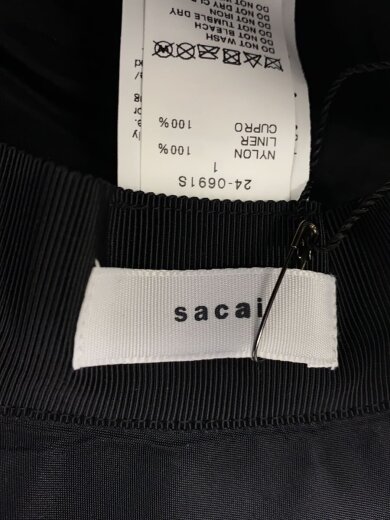 24-0691S
1
NYLON 100%
LINER
CUPRO 100%
DO NOT WASH
DO NOT BLEACH
DO NOT TUMBLE DRY
DO NOT IRON
sacai